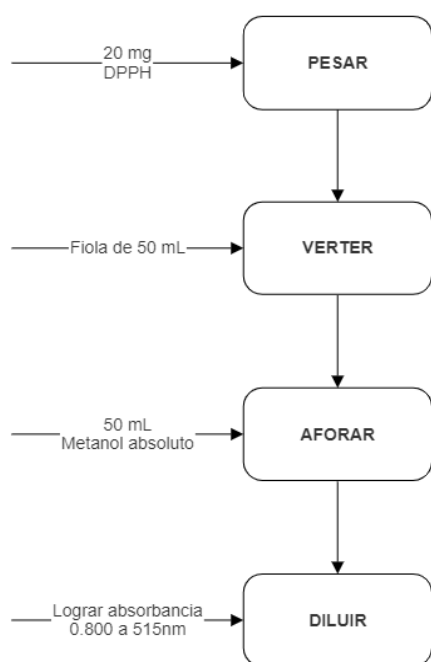 20 mg
DPPH
PESAR
Fiola de 50 mL
VERTER
50 mL
Metanol absoluto
AFORAR
Lograr absorbancia
0.800 a 515nm
DILUIR